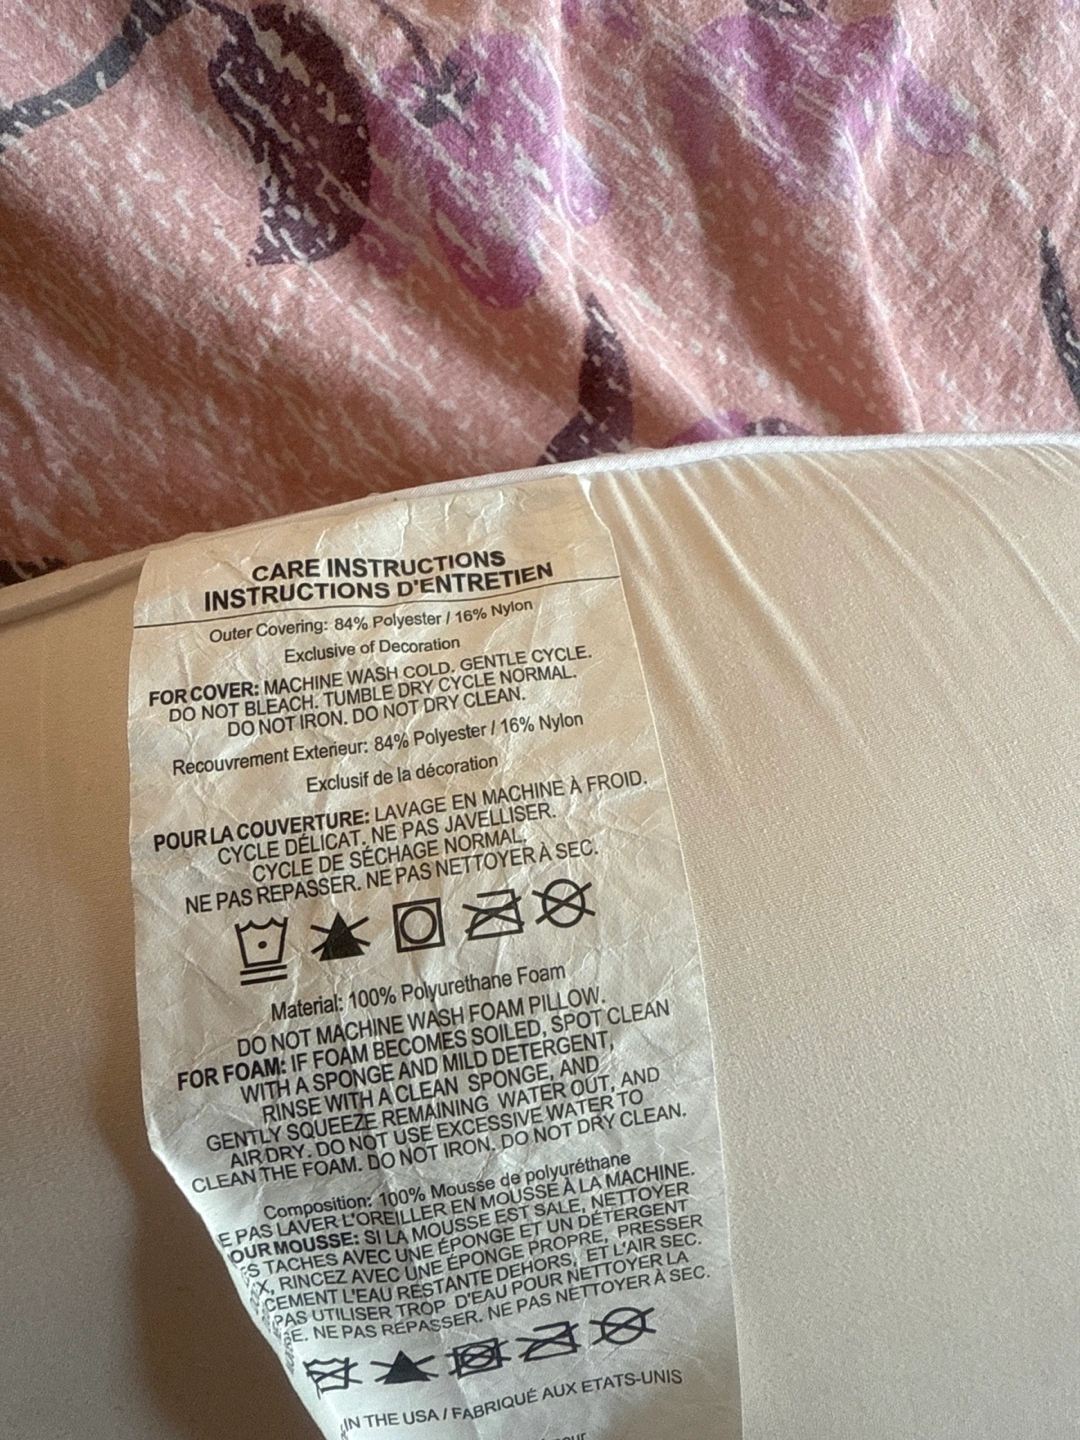 CARE INSTRUCTIONS
INSTRUCTIONS D'ENTRETIEN
Outer Covering: 84% Polyester / 16% Nylon
Exclusive of Decoration
FOR COVER: MACHINE WASH COLD. GENTLE CYCLE.
DO NOT BLEACH. TUMBLE DRY CYCLE NORMAL.
DO NOT IRON. DO NOT DRY CLEAN.
Recouvrement Exterieur: 84% Polyester / 16% Nylon
Exclusif de la décoration
POUR LA COUVERTURE: LAVAGE EN MACHINE À FROID.
CYCLE DÉLICAT. NE PAS JAVELLISER.
CYCLE DE SÉCHAGE NORMAL.
NE PAS REPASSER. NE PAS NETTOYER À SEC.
Material: 100% Polyurethane Foam
DO NOT MACHINE WASH FOAM PILLOW.
FOR FOAM: IF FOAM BECOMES SOILED, SPOT CLEAN
WITH A SPONGE AND MILD DETERGENT,
RINSE WITH A CLEAN SPONGE, AND
GENTLY SQUEEZE REMAINING WATER OUT, AND
AIR DRY. DO NOT USE EXCESSIVE WATER TO
CLEAN THE FOAM. DO NOT IRON. DO NOT DRY CLEAN.
Composition: 100% Mousse de polyuréthane
E PAS LAVER L'OREILLER EN MOUSSE À LA MACHINE.
OUR MOUSSE: SI LA MOUSSE EST SALE, NETTOYER
S TACHES AVEC UNE ÉPONGE ET UN DÉTERGENT
X, RINCEZ AVEC UNE ÉPONGE PROPRE, PRESSER
CEMENT L'EAU RESTANTE DEHORS, ET L'AIR SEC.
PAS UTILISER TROP D'EAU POUR NETTOYER LA
E. NE PAS REPASSER. NE PAS NETTOYER À SEC.
IN THE USA / FABRIQUÉ AUX ETATS-UNIS